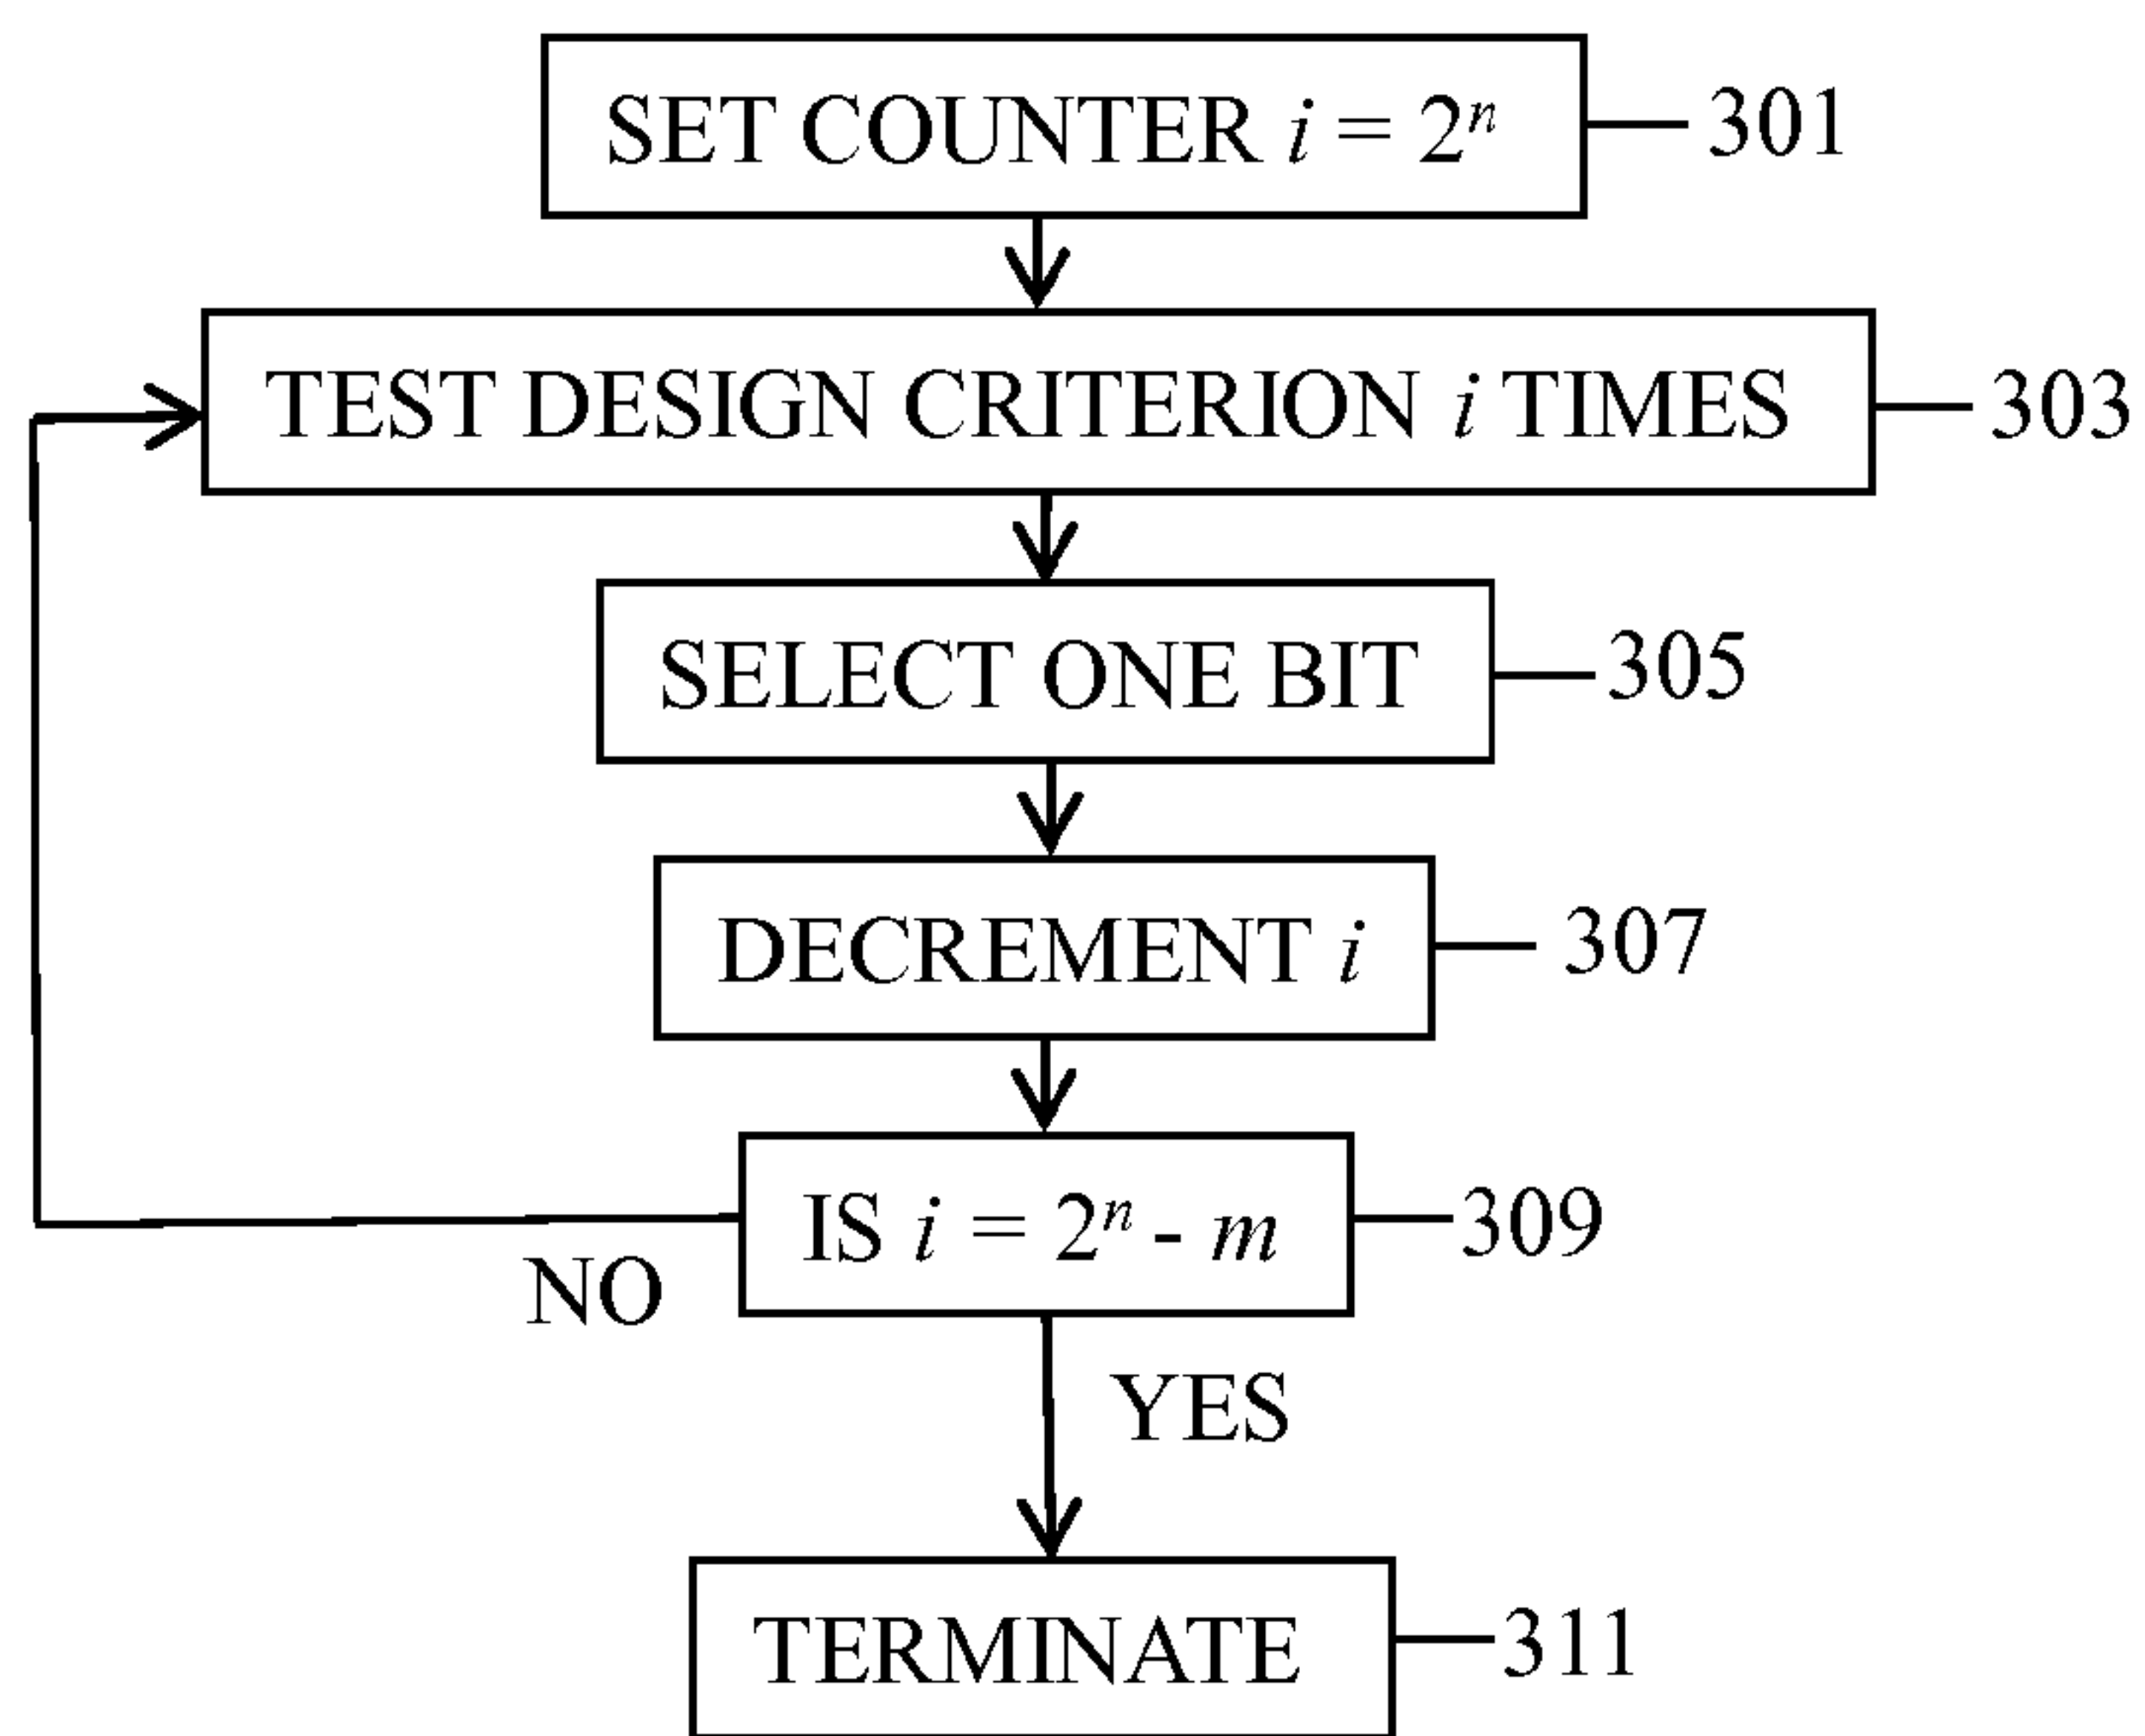 SET COUNTER i = 2ⁿ
301
TEST DESIGN CRITERION i TIMES
303
SELECT ONE BIT
305
DECREMENT i
307
IS i = 2ⁿ - m
309
NO
YES
TERMINATE
311